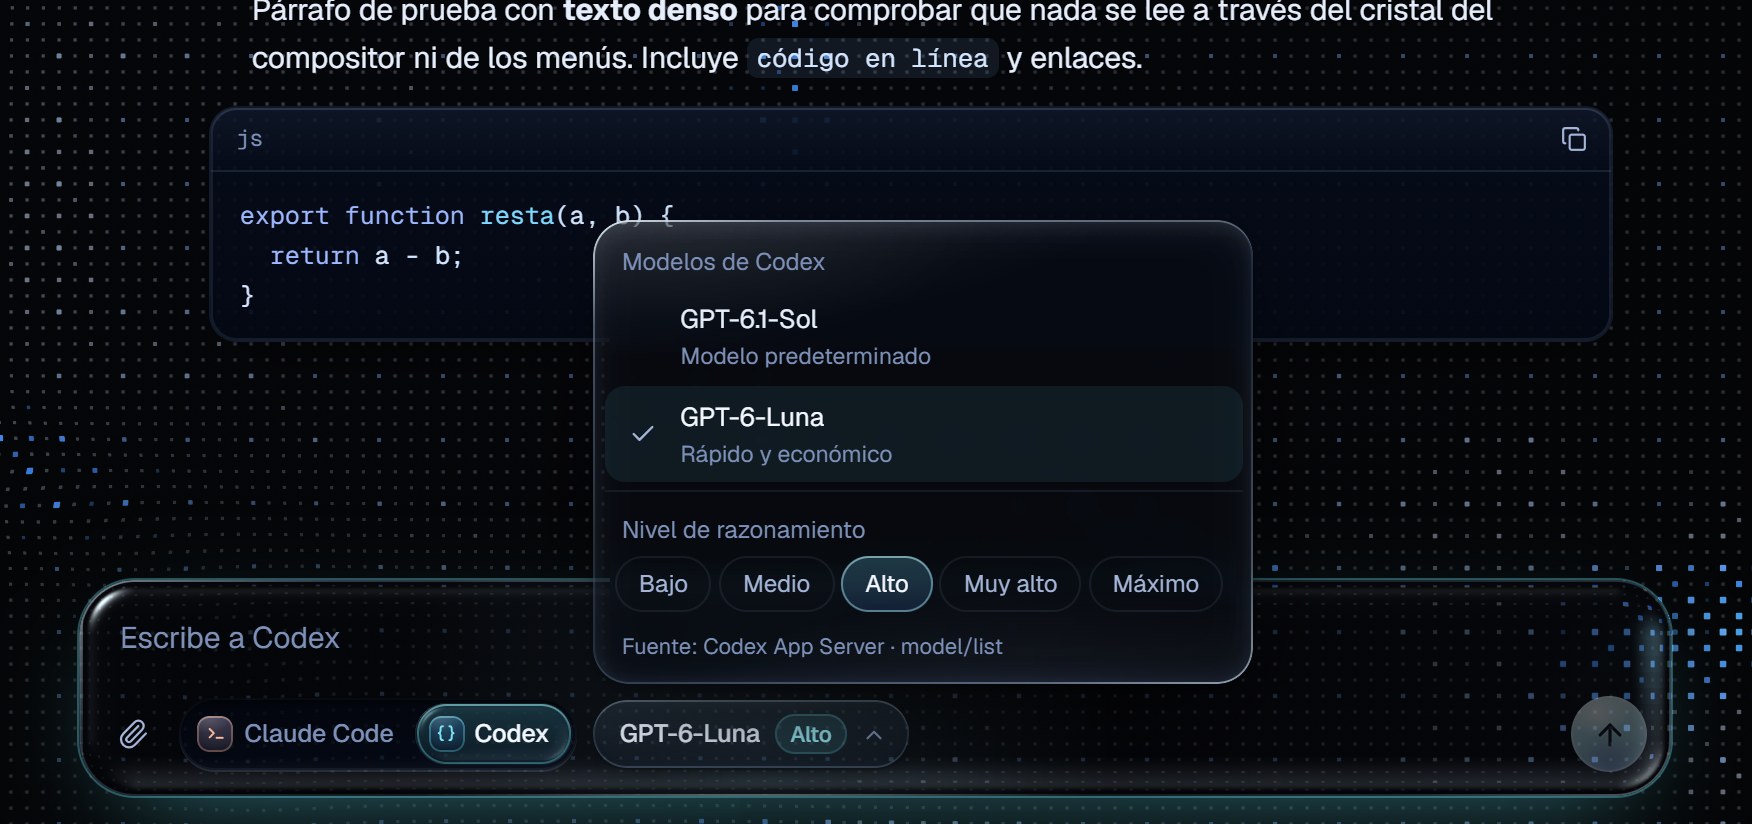 Párrafo de prueba con texto denso para comprobar que nada se lee a través del cristal del
compositor ni de los menús. Incluye código en línea y enlaces.
js
export function resta(a, b) {
return a - b;
}
Modelos de Codex
GPT-6.1-Sol
Modelo predeterminado
GPT-6-Luna
Rápido y económico
Nivel de razonamiento
Bajo Medio Alto Muy alto Máximo
Fuente: Codex App Server · model/list
Escribe a Codex
Claude Code {} Codex GPT-6-Luna Alto